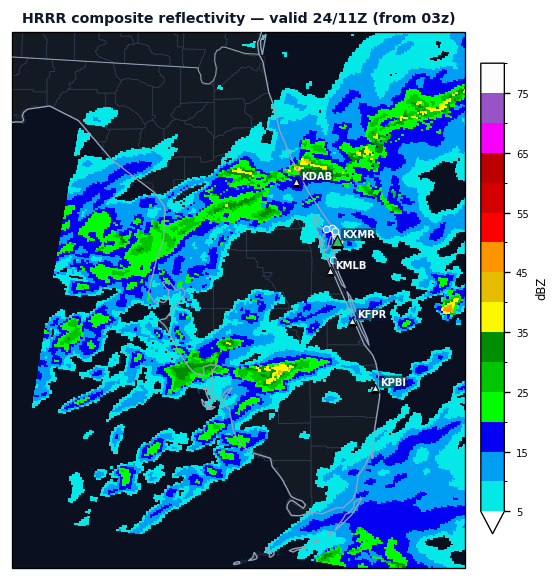 HRRR composite reflectivity — valid 24/11Z (from 03z)
KDAB
KXMR
KMLB
KFPR
KPBI
75
65
55
45
35
25
15
5
dBZ